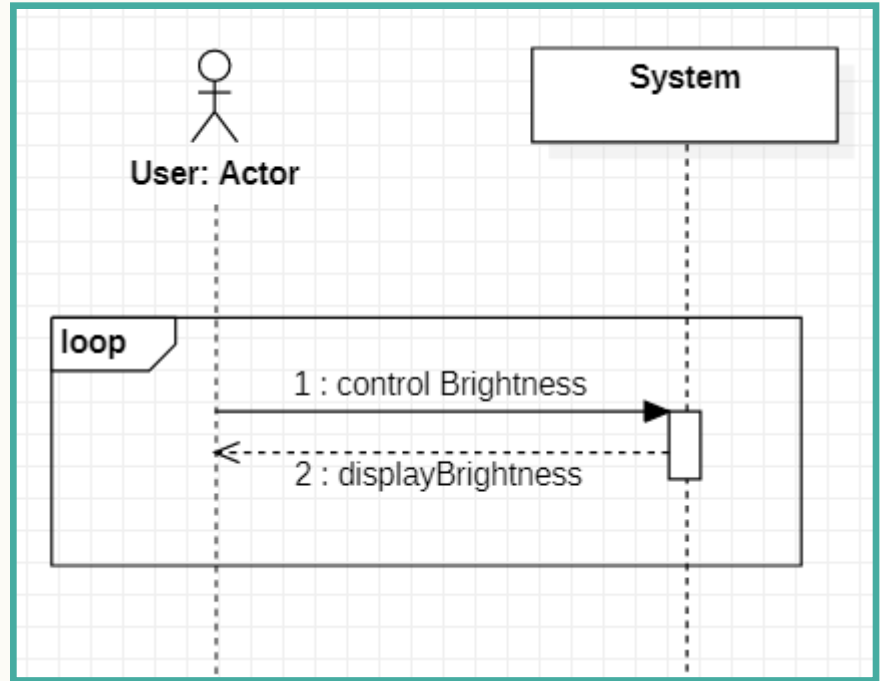 System
User: Actor
loop
1 : control Brightness
2 : displayBrightness